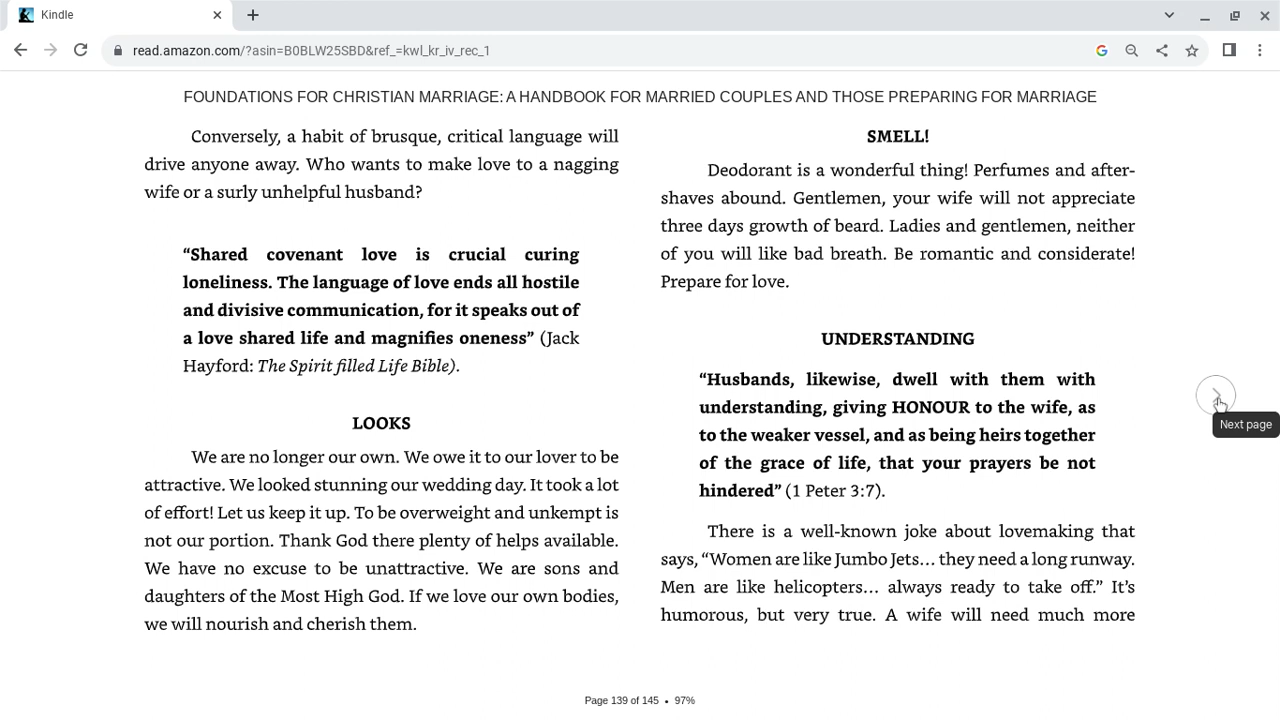 Kindle
read.amazon.com/?asin=B0BLW25SBD&ref_=kwl_kr_iv_rec_1
FOUNDATIONS FOR CHRISTIAN MARRIAGE: A HANDBOOK FOR MARRIED COUPLES AND THOSE PREPARING FOR MARRIAGE
Conversely, a habit of brusque, critical language will
drive anyone away. Who wants to make love to a nagging
wife or a surly unhelpful husband?
“Shared covenant love is crucial curing
loneliness. The language of love ends all hostile
and divisive communication, for it speaks out of
a love shared life and magnifies oneness” (Jack
Hayford: The Spirit filled Life Bible).
LOOKS
We are no longer our own. We owe it to our lover to be
attractive. We looked stunning our wedding day. It took a lot
of effort! Let us keep it up. To be overweight and unkempt is
not our portion. Thank God there plenty of helps available.
We have no excuse to be unattractive. We are sons and
daughters of the Most High God. If we love our own bodies,
we will nourish and cherish them.
SMELL!
Deodorant is a wonderful thing! Perfumes and after-
shaves abound. Gentlemen, your wife will not appreciate
three days growth of beard. Ladies and gentlemen, neither
of you will like bad breath. Be romantic and considerate!
Prepare for love.
UNDERSTANDING
“Husbands, likewise, dwell with them with
understanding, giving HONOUR to the wife, as
to the weaker vessel, and as being heirs together
of the grace of life, that your prayers be not
hindered” (1 Peter 3:7).
There is a well-known joke about lovemaking that
says, “Women are like Jumbo Jets… they need a long runway.
Men are like helicopters… always ready to take off.” It’s
humorous, but very true. A wife will need much more
Next page
Page 139 of 145 • 97%